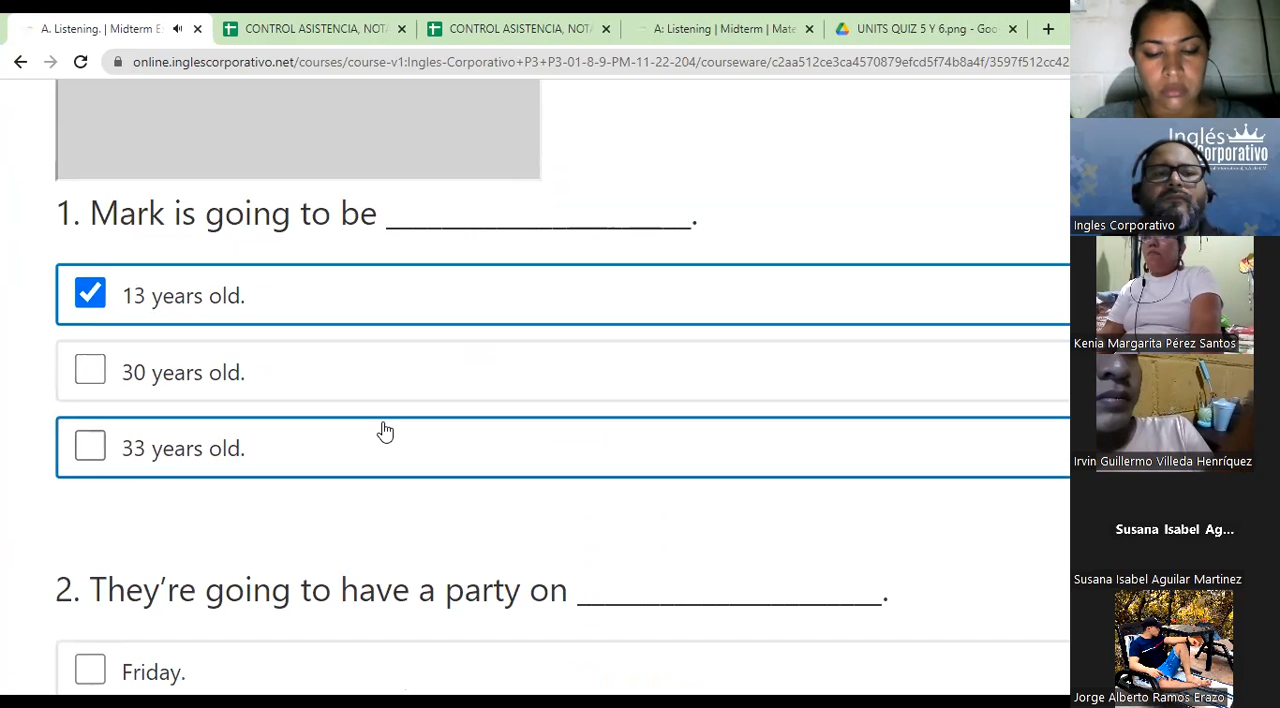 A. Listening. | Midterm E
CONTROL ASISTENCIA, NOTA
CONTROL ASISTENCIA, NOTA
A: Listening | Midterm | Mate
UNITS QUIZ 5 Y 6.png - Goo
online.inglescorporativo.net/courses/course-v1:Ingles-Corporativo+P3+P3-01-8-9-PM-11-22-204/courseware/c2aa512ce3ca4570879efcd5f74b8a4f/3597f512cc42
1. Mark is going to be ______________________.
13 years old.
30 years old.
33 years old.
2. They’re going to have a party on ______________________.
Friday.
Inglés
Corporativo
Ingles Corporativo
Kenia Margarita Pérez Santos
Irvin Guillermo Villeda Henríquez
Susana Isabel Ag...
Susana Isabel Aguilar Martinez
Jorge Alberto Ramos Erazo